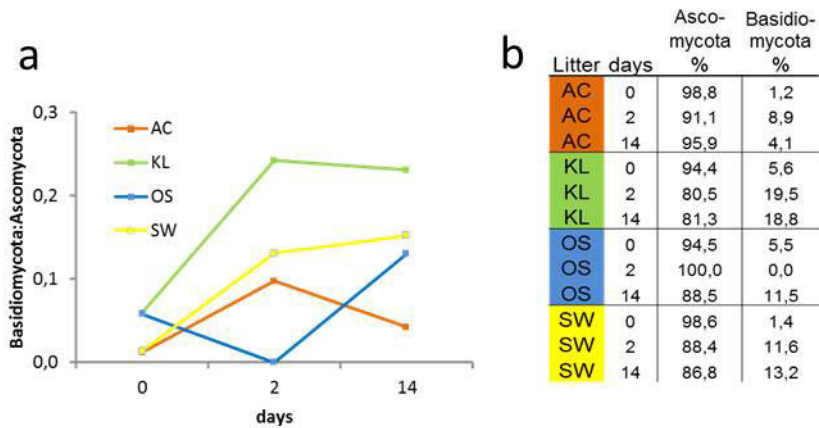 a
Basidiomycota:Ascomycota
0,3
0,2
0,1
0,0
AC
KL
OS
SW
0 2 14
days
b
Asco- Basidio-
mycota mycota
Litter days % %
AC 0 98,8 1,2
AC 2 91,1 8,9
AC 14 95,9 4,1
KL 0 94,4 5,6
KL 2 80,5 19,5
KL 14 81,3 18,8
OS 0 94,5 5,5
OS 2 100,0 0,0
OS 14 88,5 11,5
SW 0 98,6 1,4
SW 2 88,4 11,6
SW 14 86,8 13,2